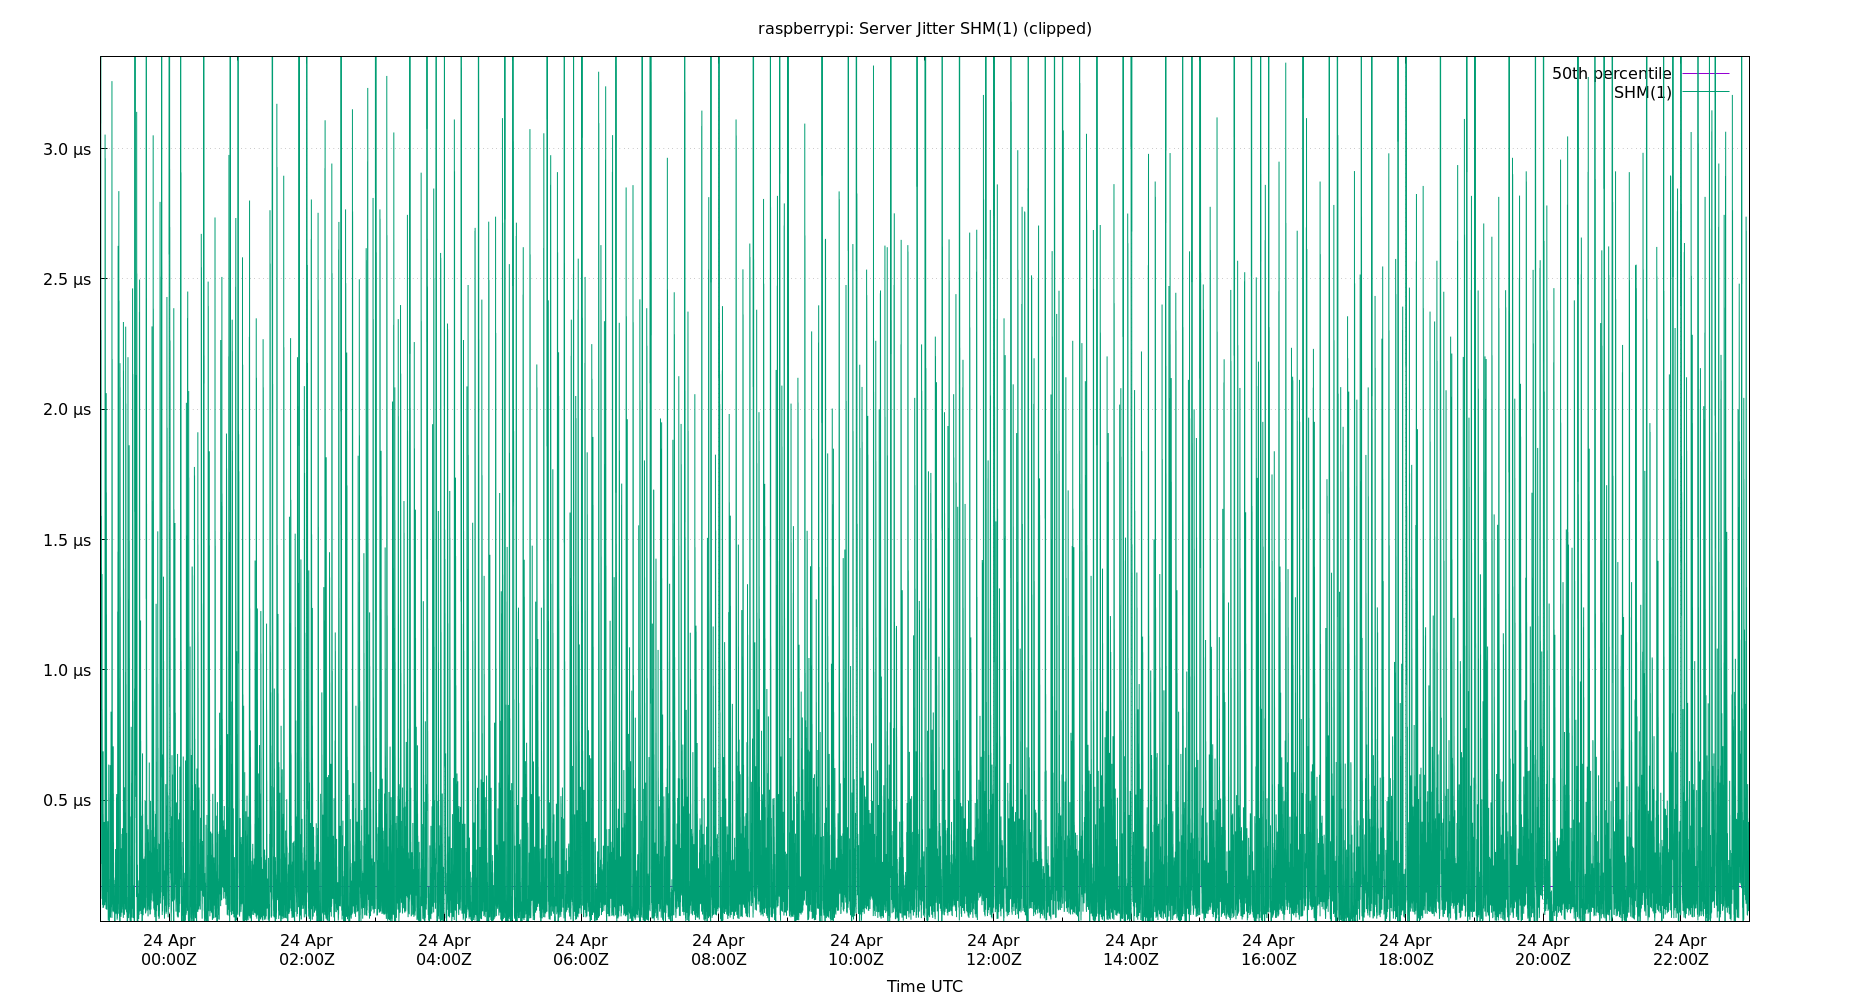 raspberrypi: Server Jitter SHM(1) (clipped)
50th percentile
SHM(1)
3.0 µs
2.5 µs
2.0 µs
1.5 µs
1.0 µs
0.5 µs
24 Apr 24 Apr 24 Apr 24 Apr 24 Apr 24 Apr 24 Apr 24 Apr 24 Apr 24 Apr 24 Apr 24 Apr
00:00Z 02:00Z 04:00Z 06:00Z 08:00Z 10:00Z 12:00Z 14:00Z 16:00Z 18:00Z 20:00Z 22:00Z
Time UTC